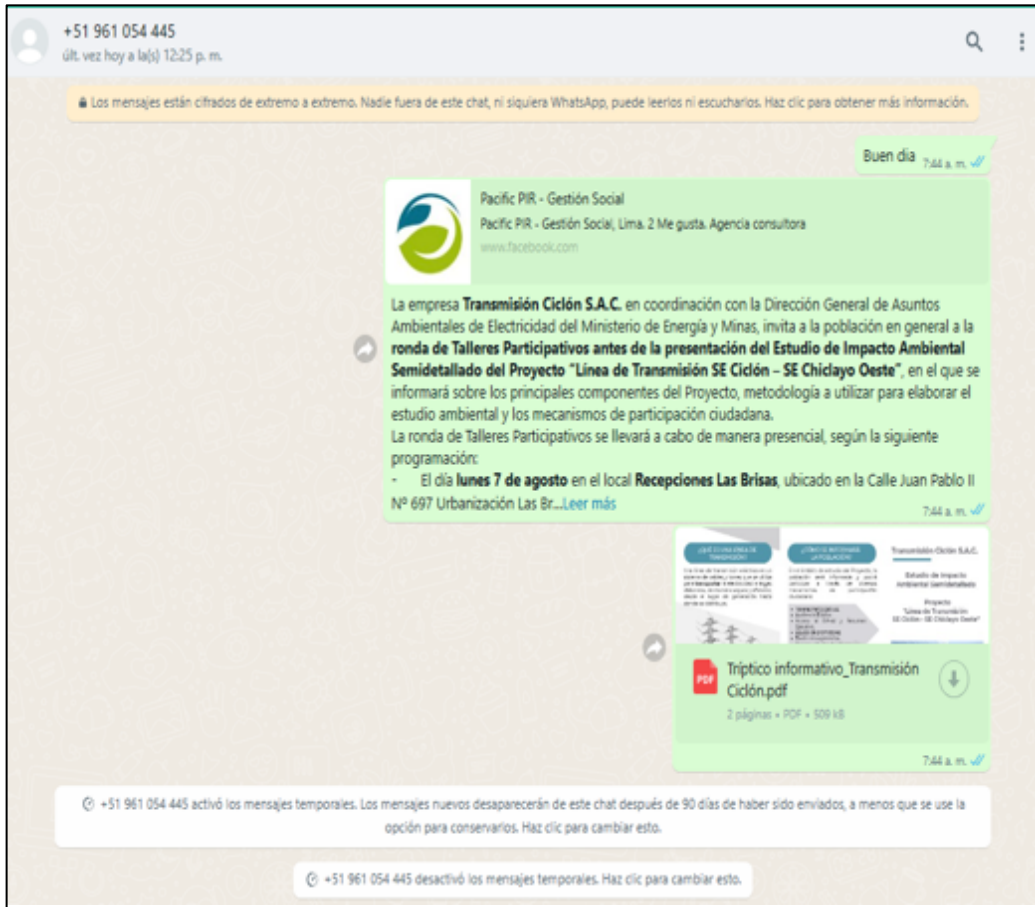 +51 961 054 445
últ. vez hoy a la(s) 12:25 p. m.
Los mensajes están cifrados de extremo a extremo. Nadie fuera de este chat, ni siquiera WhatsApp, puede leerlos ni escucharlos. Haz clic para obtener más información.
Buen dia 7:44 a. m.
Pacific PIR - Gestión Social
Pacific PIR - Gestión Social, Lima. 2 Me gusta. Agencia consultora
www.facebook.com
La empresa Transmisión Ciclón S.A.C. en coordinación con la Dirección General de Asuntos
Ambientales de Electricidad del Ministerio de Energía y Minas, invita a la población en general a la
ronda de Talleres Participativos antes de la presentación del Estudio de Impacto Ambiental
Semidetallado del Proyecto "Línea de Transmisión SE Ciclón – SE Chiclayo Oeste", en el que se
informará sobre los principales componentes del Proyecto, metodología a utilizar para elaborar el
estudio ambiental y los mecanismos de participación ciudadana.
La ronda de Talleres Participativos se llevará a cabo de manera presencial, según la siguiente
programación:
- El día lunes 7 de agosto en el local Recepciones Las Brisas, ubicado en la Calle Juan Pablo II
Nº 697 Urbanización Las Br...Leer más
7:44 a. m.
¿QUÉ ES UNA LÍNEA DE
TRANSMISIÓN?
Transmisión Ciclón S.A.C.
Estudio de Impacto
Ambiental Semidetallado
Proyecto
"Línea de Transmisión
SE Ciclón - SE Chiclayo Oeste"
PDF
Tríptico informativo_Transmisión
Ciclón.pdf
2 páginas • PDF • 509 kB
7:44 a. m.
+51 961 054 445 activó los mensajes temporales. Los mensajes nuevos desaparecerán de este chat después de 90 días de haber sido enviados, a menos que se use la
opción para conservarlos. Haz clic para cambiar esto.
+51 961 054 445 desactivó los mensajes temporales. Haz clic para cambiar esto.